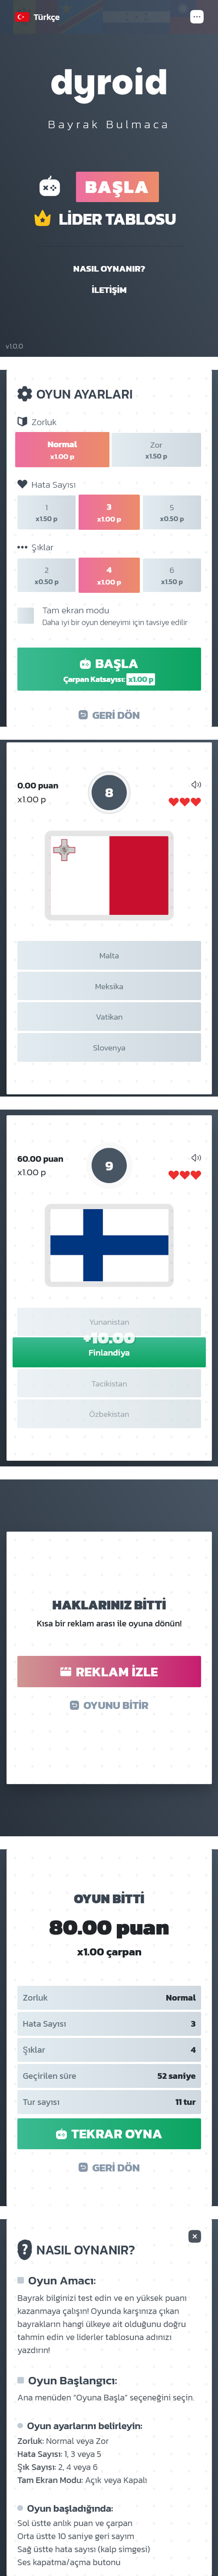 Türkçe
dyroid
Bayrak Bulmaca
BAŞLA
LİDER TABLOSU
NASIL OYNANIR?
İLETİŞİM
v1.0.0
OYUN AYARLARI
Zorluk
Normal
x1.00 p
Zor
x1.50 p
Hata Sayısı
1
x1.50 p
3
x1.00 p
5
x0.50 p
Şıklar
2
x0.50 p
4
x1.00 p
6
x1.50 p
Tam ekran modu
Daha iyi bir oyun deneyimi için tavsiye edilir
BAŞLA
Çarpan Katsayısı: x1.00 p
GERİ DÖN
0.00 puan
x1.00 p
8
Malta
Meksika
Vatikan
Slovenya
60.00 puan
x1.00 p
9
Yunanistan
+10.00
Finlandiya
Tacikistan
Özbekistan
HAKLARINIZ BİTTİ
Kısa bir reklam arası ile oyuna dönün!
REKLAM İZLE
OYUNU BİTİR
OYUN BİTTİ
80.00 puan
x1.00 çarpan
Zorluk Normal
Hata Sayısı 3
Şıklar 4
Geçirilen süre 52 saniye
Tur sayısı 11 tur
TEKRAR OYNA
GERİ DÖN
NASIL OYNANIR?
Oyun Amacı:
Bayrak bilginizi test edin ve en yüksek puanı
kazanmaya çalışın! Oyunda karşınıza çıkan
bayrakların hangi ülkeye ait olduğunu doğru
tahmin edin ve liderler tablosuna adınızı
yazdırın!
Oyun Başlangıcı:
Ana menüden "Oyuna Başla" seçeneğini seçin.
Oyun ayarlarını belirleyin:
Zorluk: Normal veya Zor
Hata Sayısı: 1, 3 veya 5
Şık Sayısı: 2, 4 veya 6
Tam Ekran Modu: Açık veya Kapalı
Oyun başladığında:
Sol üstte anlık puan ve çarpan
Orta üstte 10 saniye geri sayım
Sağ üstte hata sayısı (kalp simgesi)
Ses kapatma/açma butonu